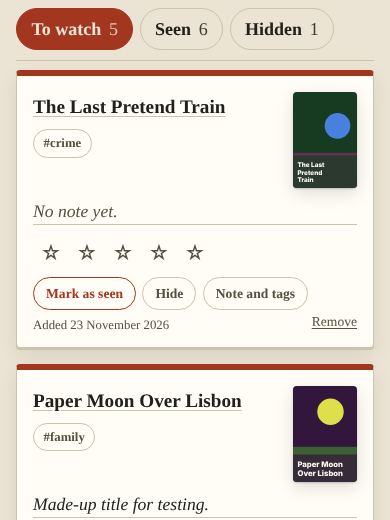 To watch 5 Seen 6 Hidden 1
The Last Pretend Train
#crime
The Last
Pretend
Train
No note yet.
☆ ☆ ☆ ☆ ☆
Mark as seen Hide Note and tags
Added 23 November 2026 Remove
Paper Moon Over Lisbon
#family
Paper Moon
Over Lisbon
Made-up title for testing.